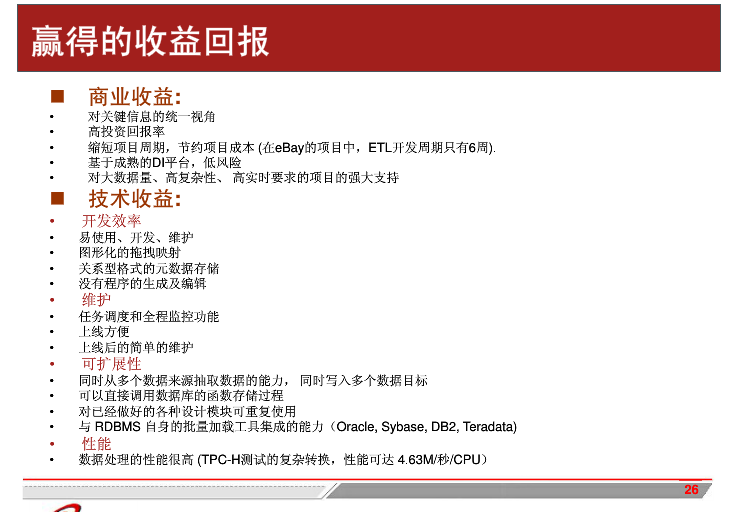 赢得的收益回报
■ 商业收益:
• 对关键信息的统一视角
• 高投资回报率
• 缩短项目周期，节约项目成本 (在eBay的项目中，ETL开发周期只有6周).
• 基于成熟的DI平台，低风险
• 对大数据量、高复杂性、 高实时要求的项目的强大支持
■ 技术收益:
• 开发效率
• 易使用、开发、维护
• 图形化的拖拽映射
• 关系型格式的元数据存储
• 没有程序的生成及编辑
• 维护
• 任务调度和全程监控功能
• 上线方便
• 上线后的简单的维护
• 可扩展性
• 同时从多个数据来源抽取数据的能力， 同时写入多个数据目标
• 可以直接调用数据库的函数存储过程
• 对已经做好的各种设计模块可重复使用
• 与 RDBMS 自身的批量加载工具集成的能力（Oracle, Sybase, DB2, Teradata)
• 性能
• 数据处理的性能很高 (TPC-H测试的复杂转换，性能可达 4.63M/秒/CPU）
26